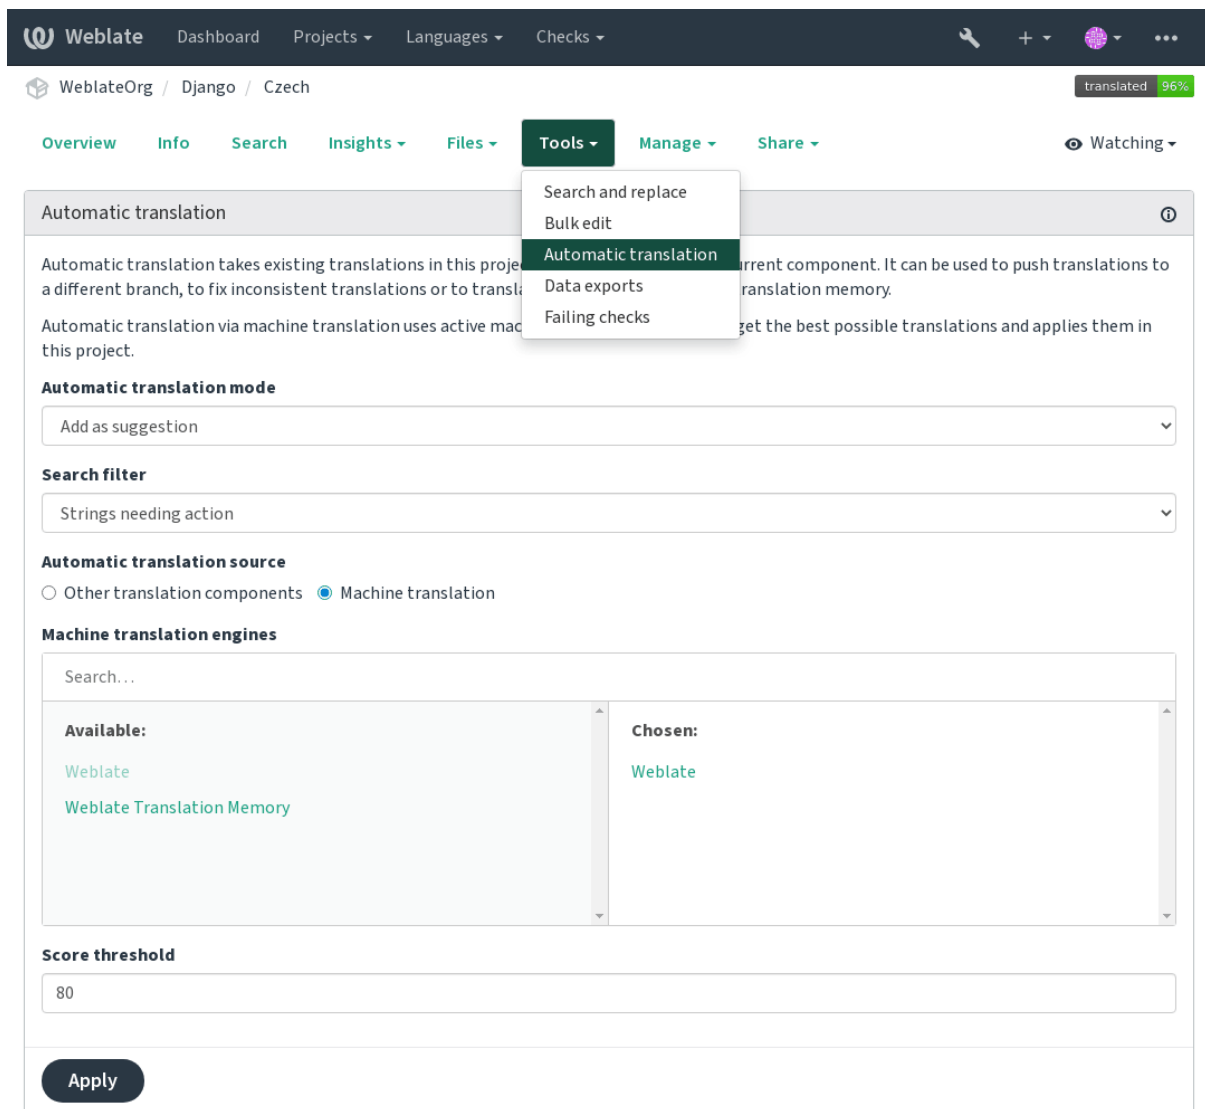 Weblate Dashboard Projects Languages Checks
WeblateOrg / Django / Czech
translated 96%
Overview Info Search Insights Files Tools Manage Share Watching
Search and replace
Bulk edit
Automatic translation
Data exports
Failing checks
Automatic translation
Automatic translation takes existing translations in this urrent component. It can be used to push translations to
a different branch, to fix inconsistent translations or to memory.
Automatic translation via machine translation uses active get the best possible translations and applies them in
this project.
Automatic translation mode
Add as suggestion
Search filter
Strings needing action
Automatic translation source
Other translation components Machine translation
Machine translation engines
Search...
Available: Chosen:
Weblate Weblate
Weblate Translation Memory
Score threshold
80
Apply